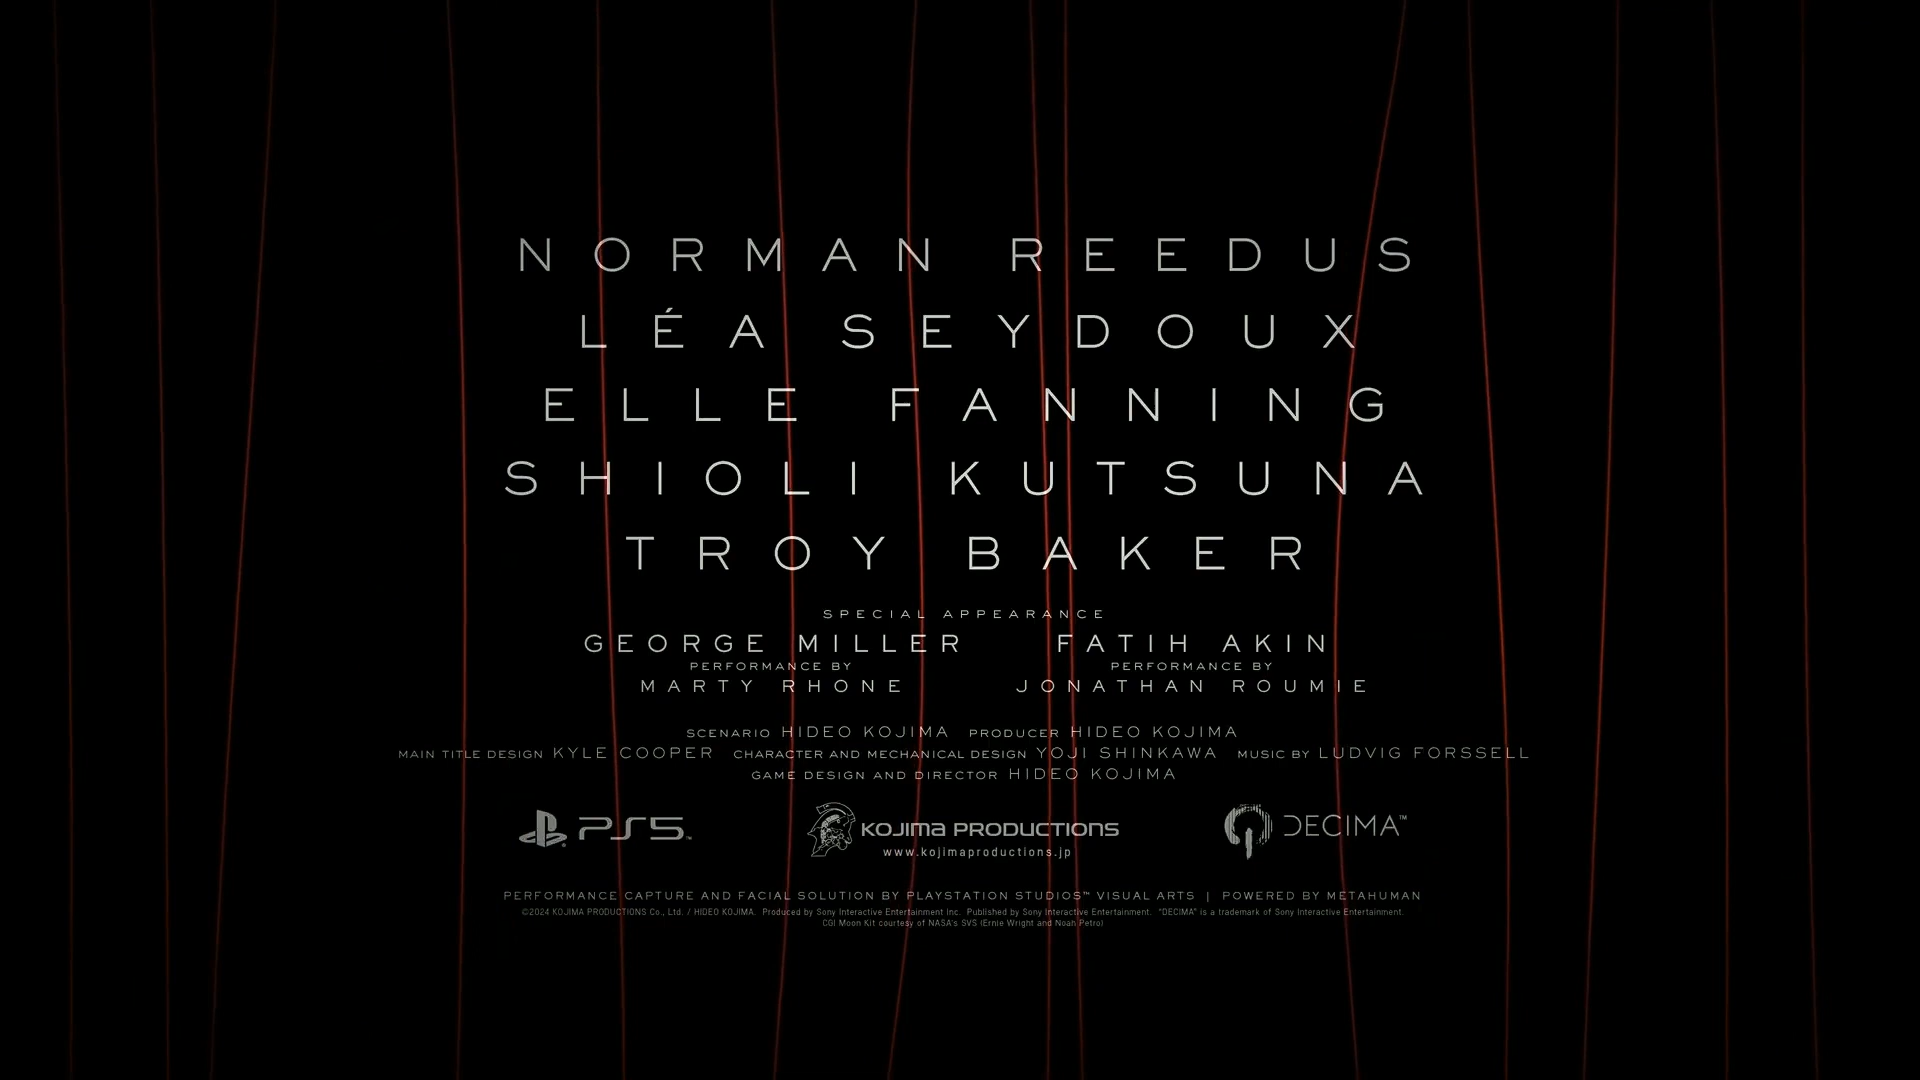 NORMAN REEDUS
LÉA SEYDOUX
ELLE FANNING
SHIOLI KUTSUNA
TROY BAKER
SPECIAL APPEARANCE
GEORGE MILLER FATIH AKIN
PERFORMANCE BY PERFORMANCE BY
MARTY RHONE JONATHAN ROUMIE
SCENARIO HIDEO KOJIMA PRODUCER HIDEO KOJIMA
MAIN TITLE DESIGN KYLE COOPER CHARACTER AND MECHANICAL DESIGN YOJI SHINKAWA MUSIC BY LUDVIG FORSSELL
GAME DESIGN AND DIRECTOR HIDEO KOJIMA
PS5™ KOJIMA PRODUCTIONS DECIMA™
www.kojimaproductions.jp
PERFORMANCE CAPTURE AND FACIAL SOLUTION BY PLAYSTATION STUDIOS™ VISUAL ARTS | POWERED BY METAHUMAN
©2024 KOJIMA PRODUCTIONS Co., Ltd. / HIDEO KOJIMA. Produced by Sony Interactive Entertainment Inc. Published by Sony Interactive Entertainment. "DECIMA" is a trademark of Sony Interactive Entertainment.
CGI Moon Kit courtesy of NASA's SVS (Ernie Wright and Noah Petro)